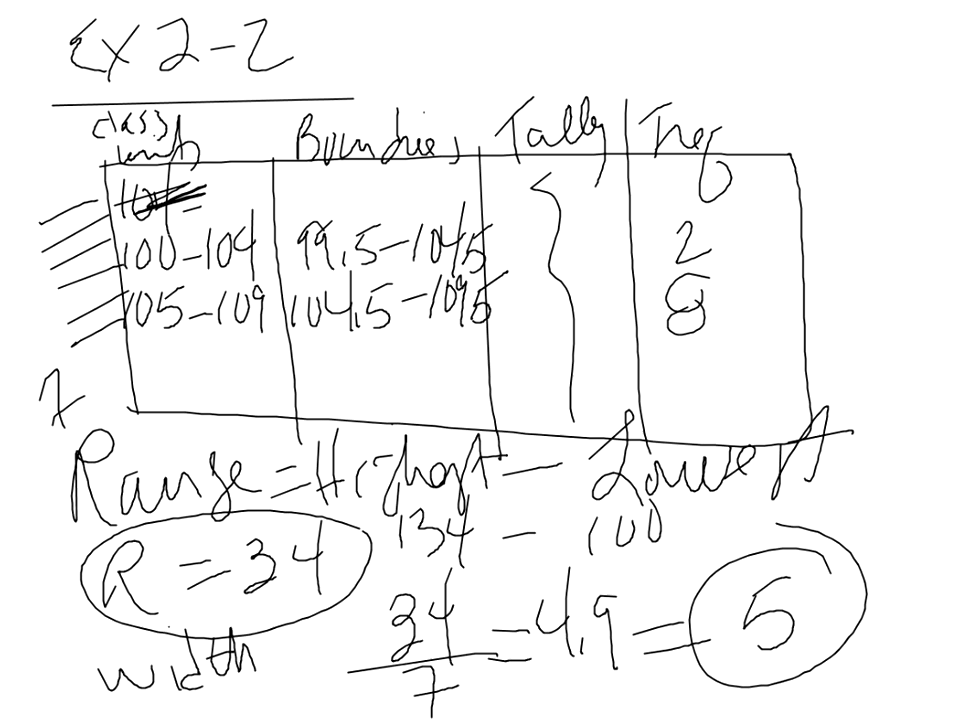 Ex 2-2
class limits Boundries Tally Freq
0
100-104 99.5-104.5 2
105-109 104.5-109.5 8
7
Range = Highest - Lowest
R = 34 134 - 100
width 34/7 = 4.9 = 5